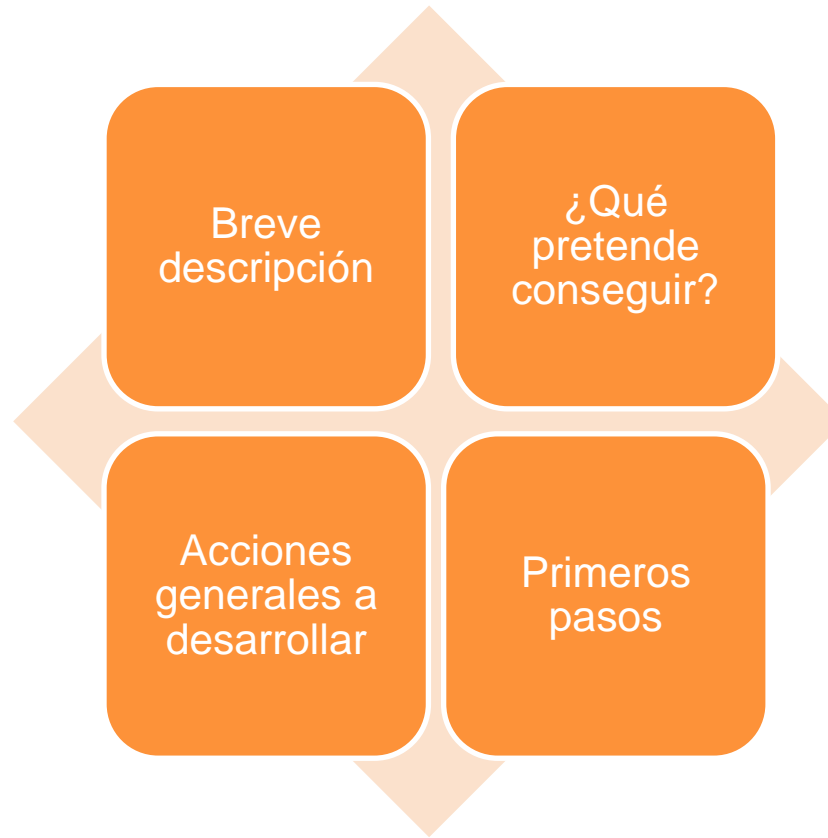 Breve
descripción
¿Qué
pretende
conseguir?
Acciones
generales a
desarrollar
Primeros
pasos